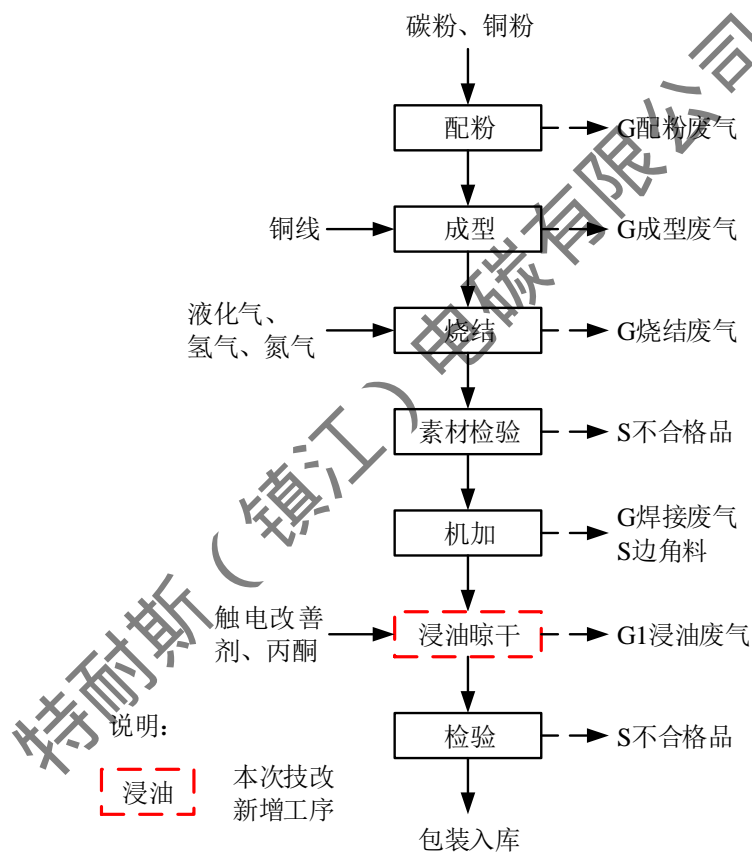 碳粉、铜粉
配粉
G配粉废气
铜线
成型
G成型废气
液化气、
氢气、氮气
烧结
G烧结废气
素材检验
S不合格品
机加
G焊接废气
S边角料
触电改善
剂、丙酮
浸油晾干
G1浸油废气
检验
S不合格品
说明：
浸油
本次技改
新增工序
包装入库
特耐斯（镇江）电碳有限公司